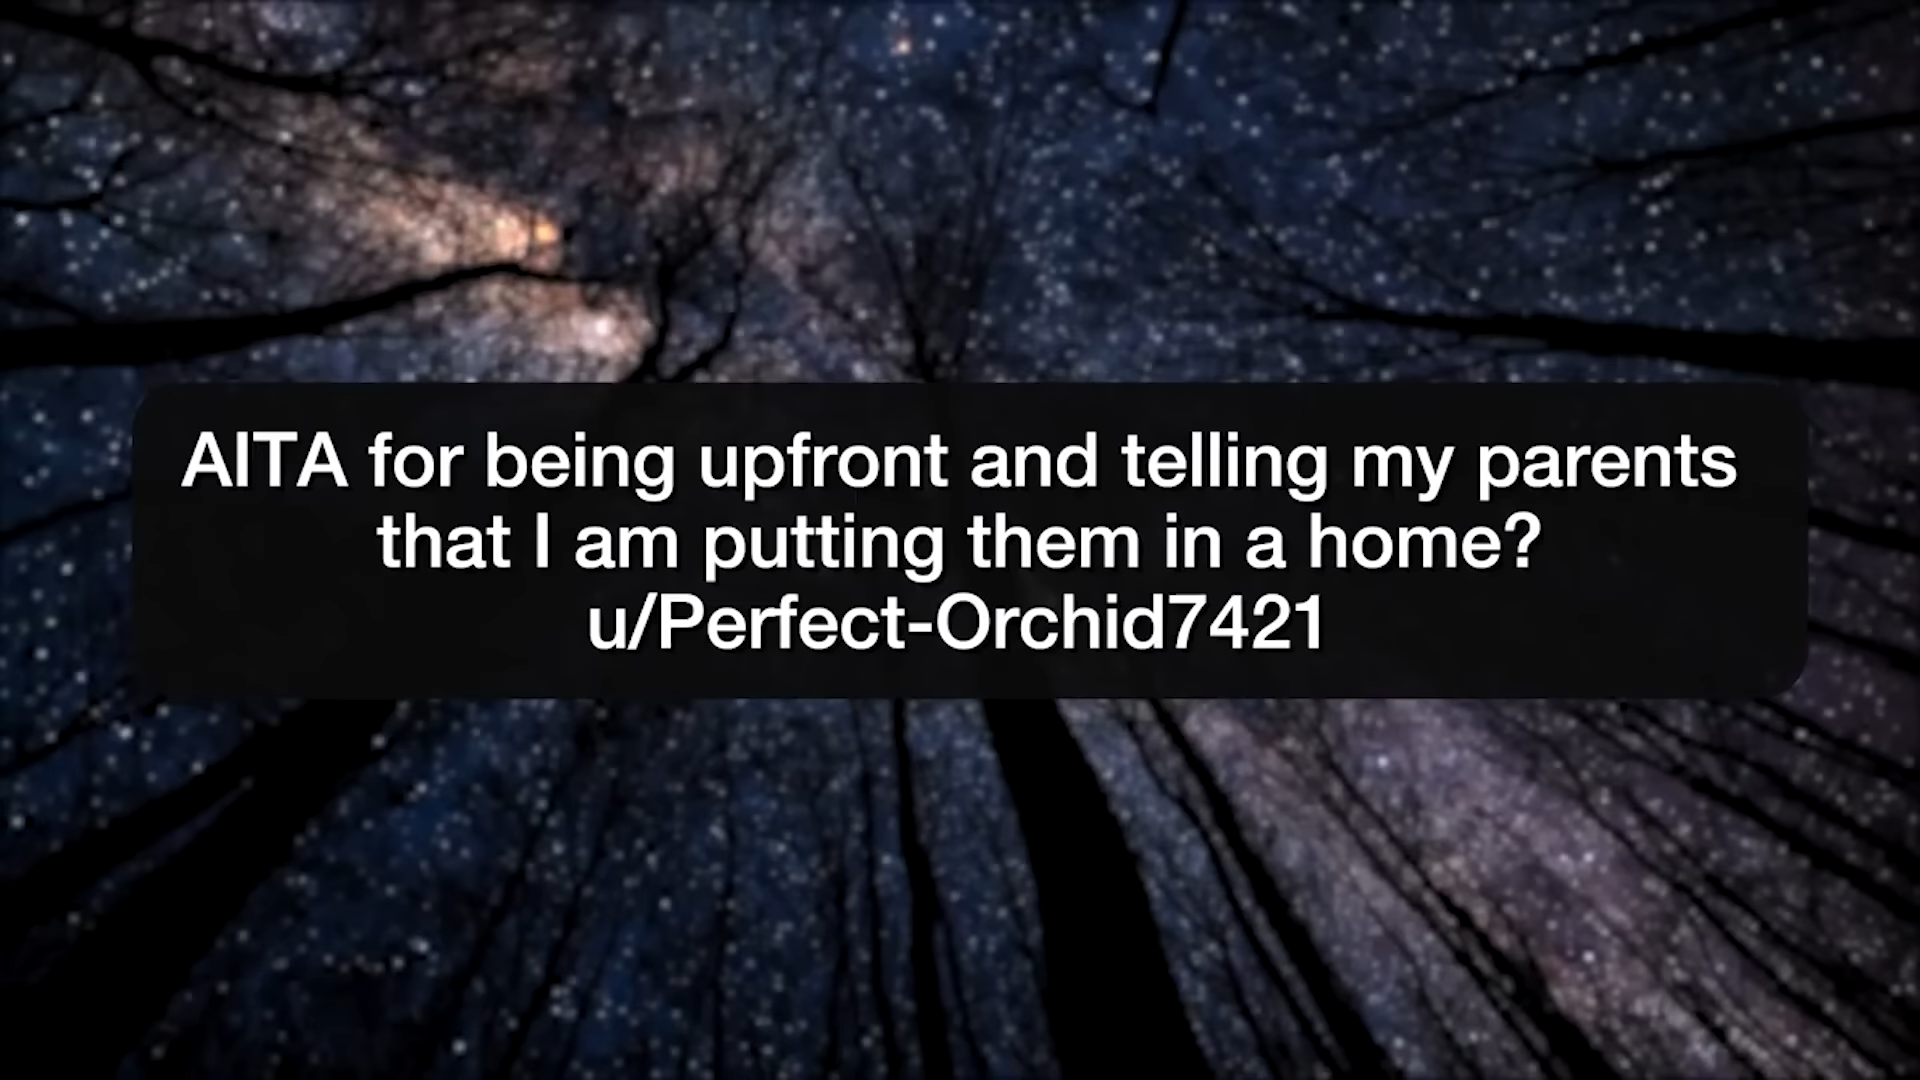 AITA for being upfront and telling my parents
that I am putting them in a home?
u/Perfect-Orchid7421